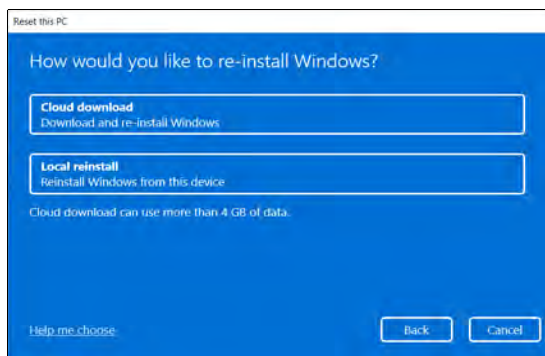 Reset this PC
How would you like to re-install Windows?
Cloud download
Download and re-install Windows
Local reinstall
Reinstall Windows from this device
Cloud download can use more than 4 GB of data.
Help me choose
Back
Cancel